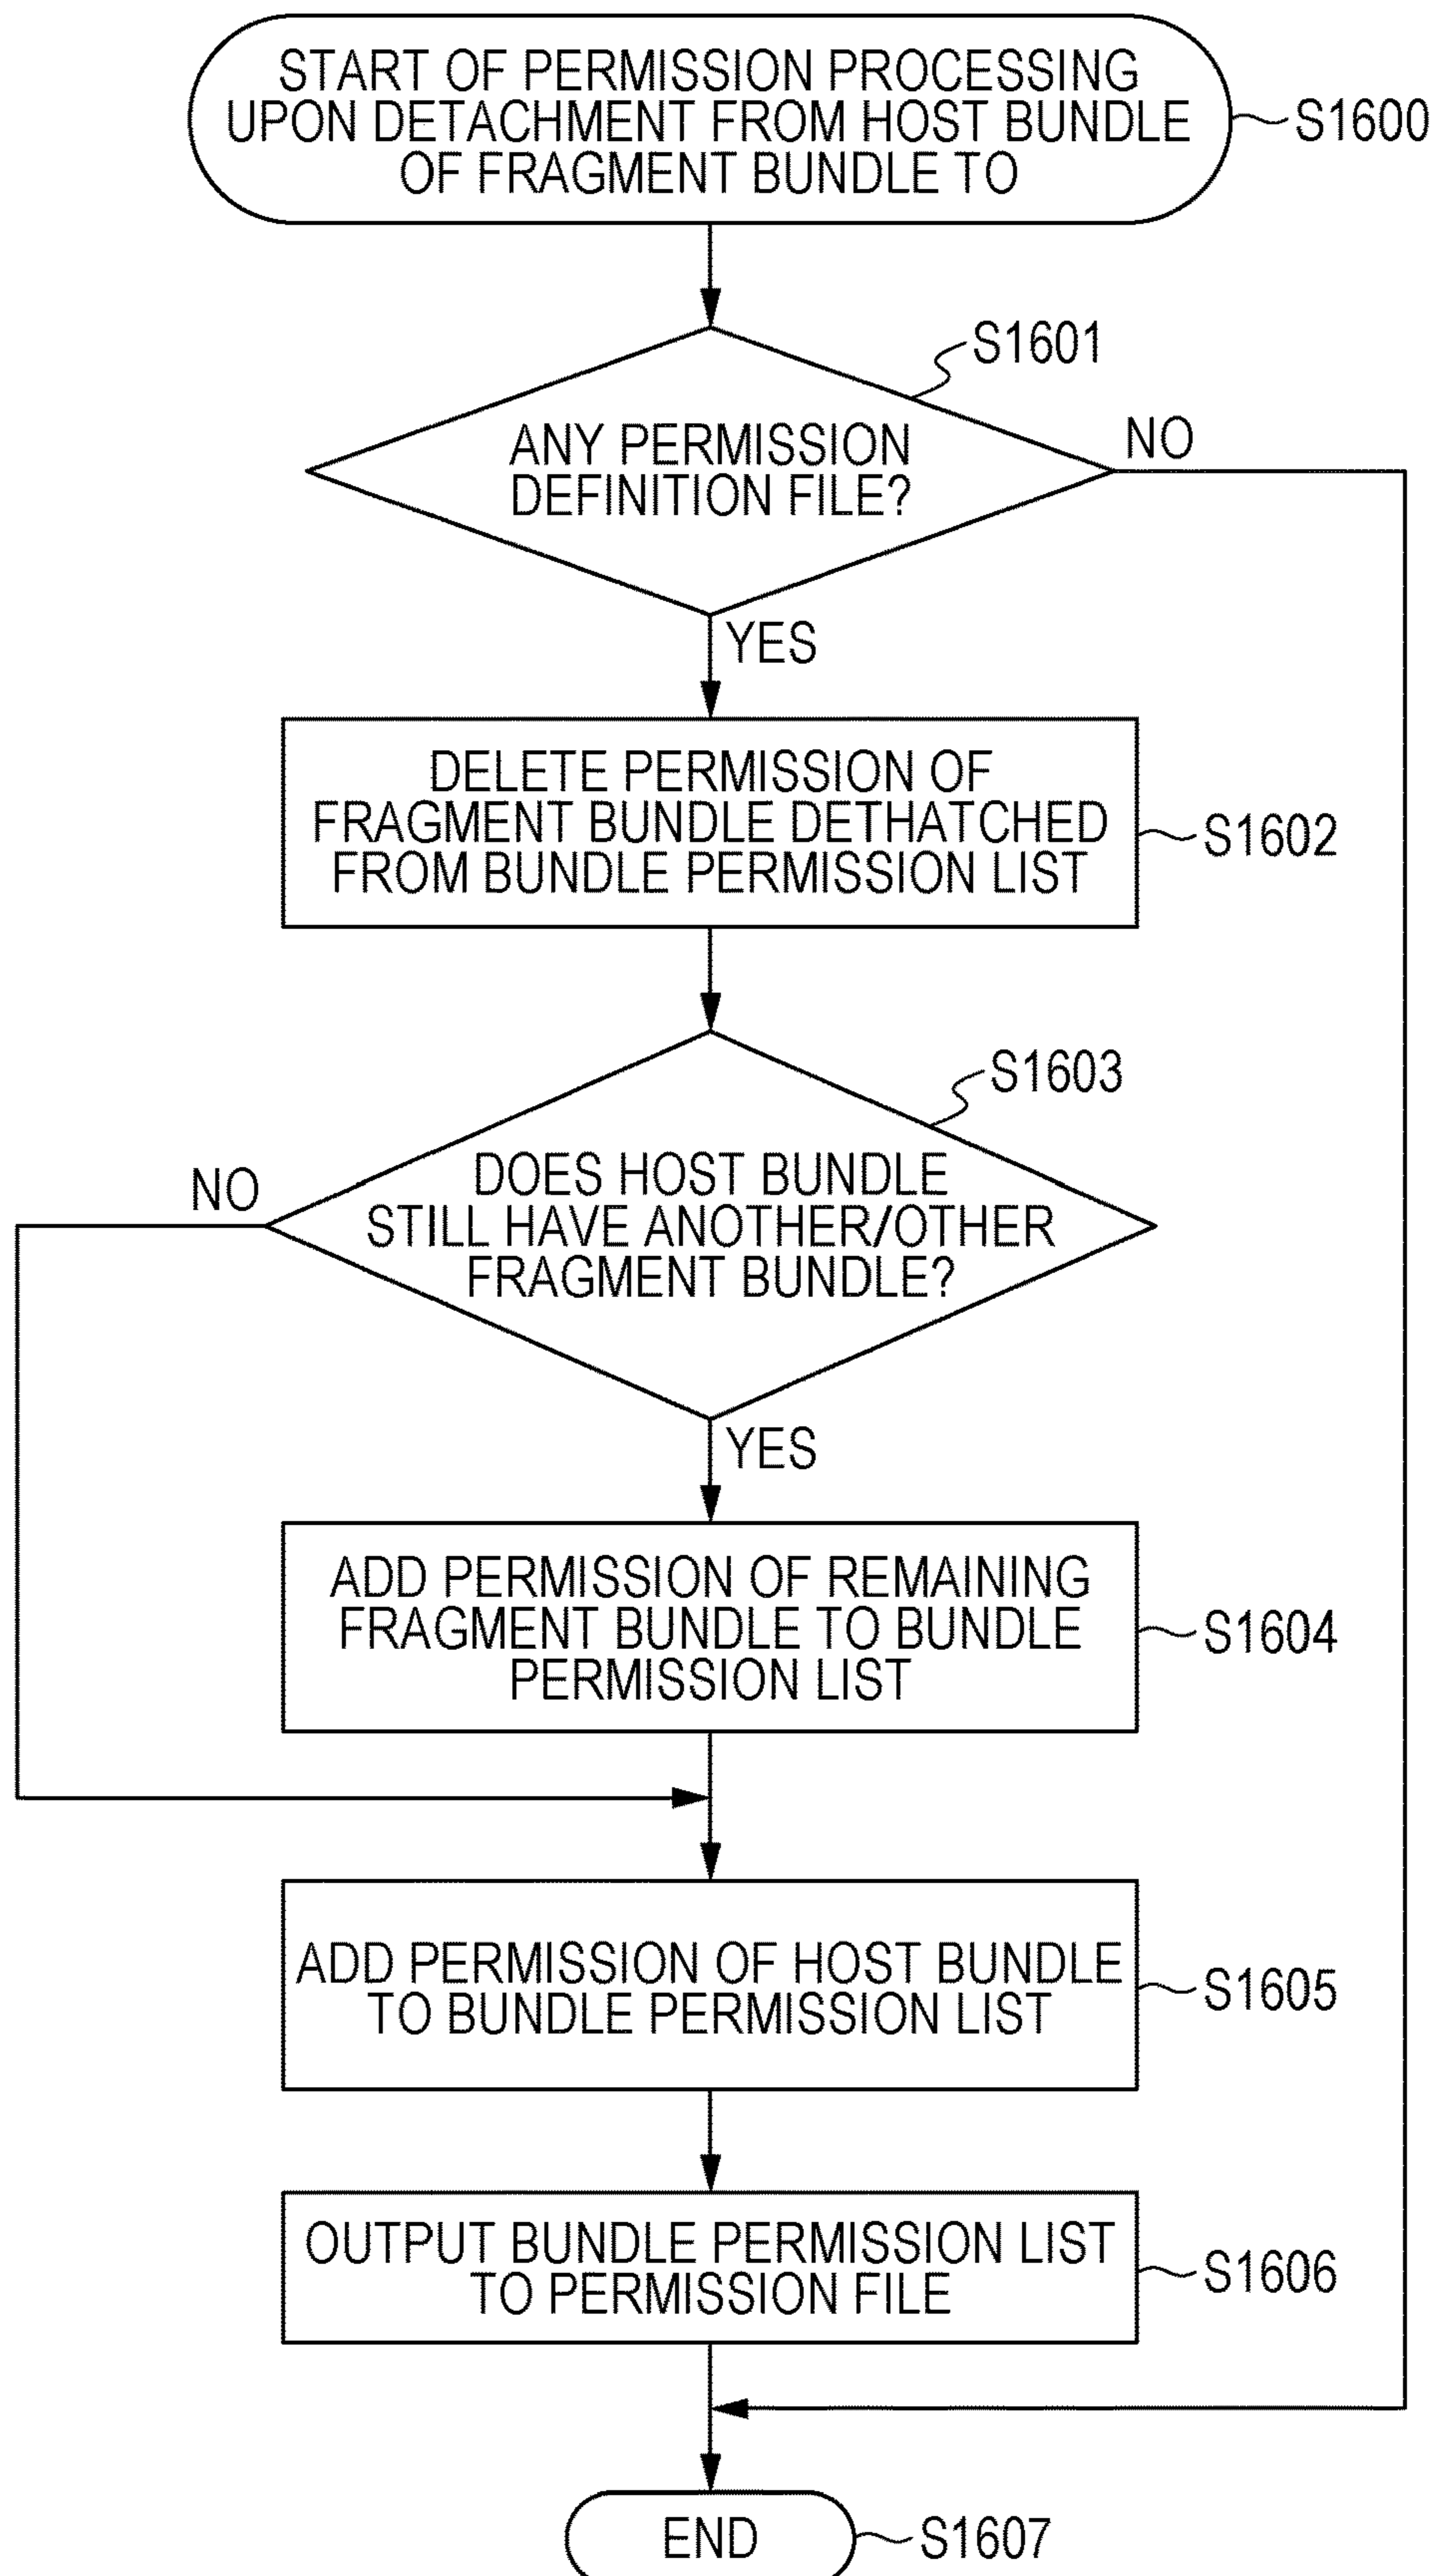 START OF PERMISSION PROCESSING
UPON DETACHMENT FROM HOST BUNDLE
OF FRAGMENT BUNDLE TO
S1600
S1601
ANY PERMISSION
DEFINITION FILE?
NO
YES
DELETE PERMISSION OF
FRAGMENT BUNDLE DETHATCHED
FROM BUNDLE PERMISSION LIST
S1602
S1603
DOES HOST BUNDLE
STILL HAVE ANOTHER/OTHER
FRAGMENT BUNDLE?
NO
YES
ADD PERMISSION OF REMAINING
FRAGMENT BUNDLE TO BUNDLE
PERMISSION LIST
S1604
ADD PERMISSION OF HOST BUNDLE
TO BUNDLE PERMISSION LIST
S1605
OUTPUT BUNDLE PERMISSION LIST
TO PERMISSION FILE
S1606
END
S1607